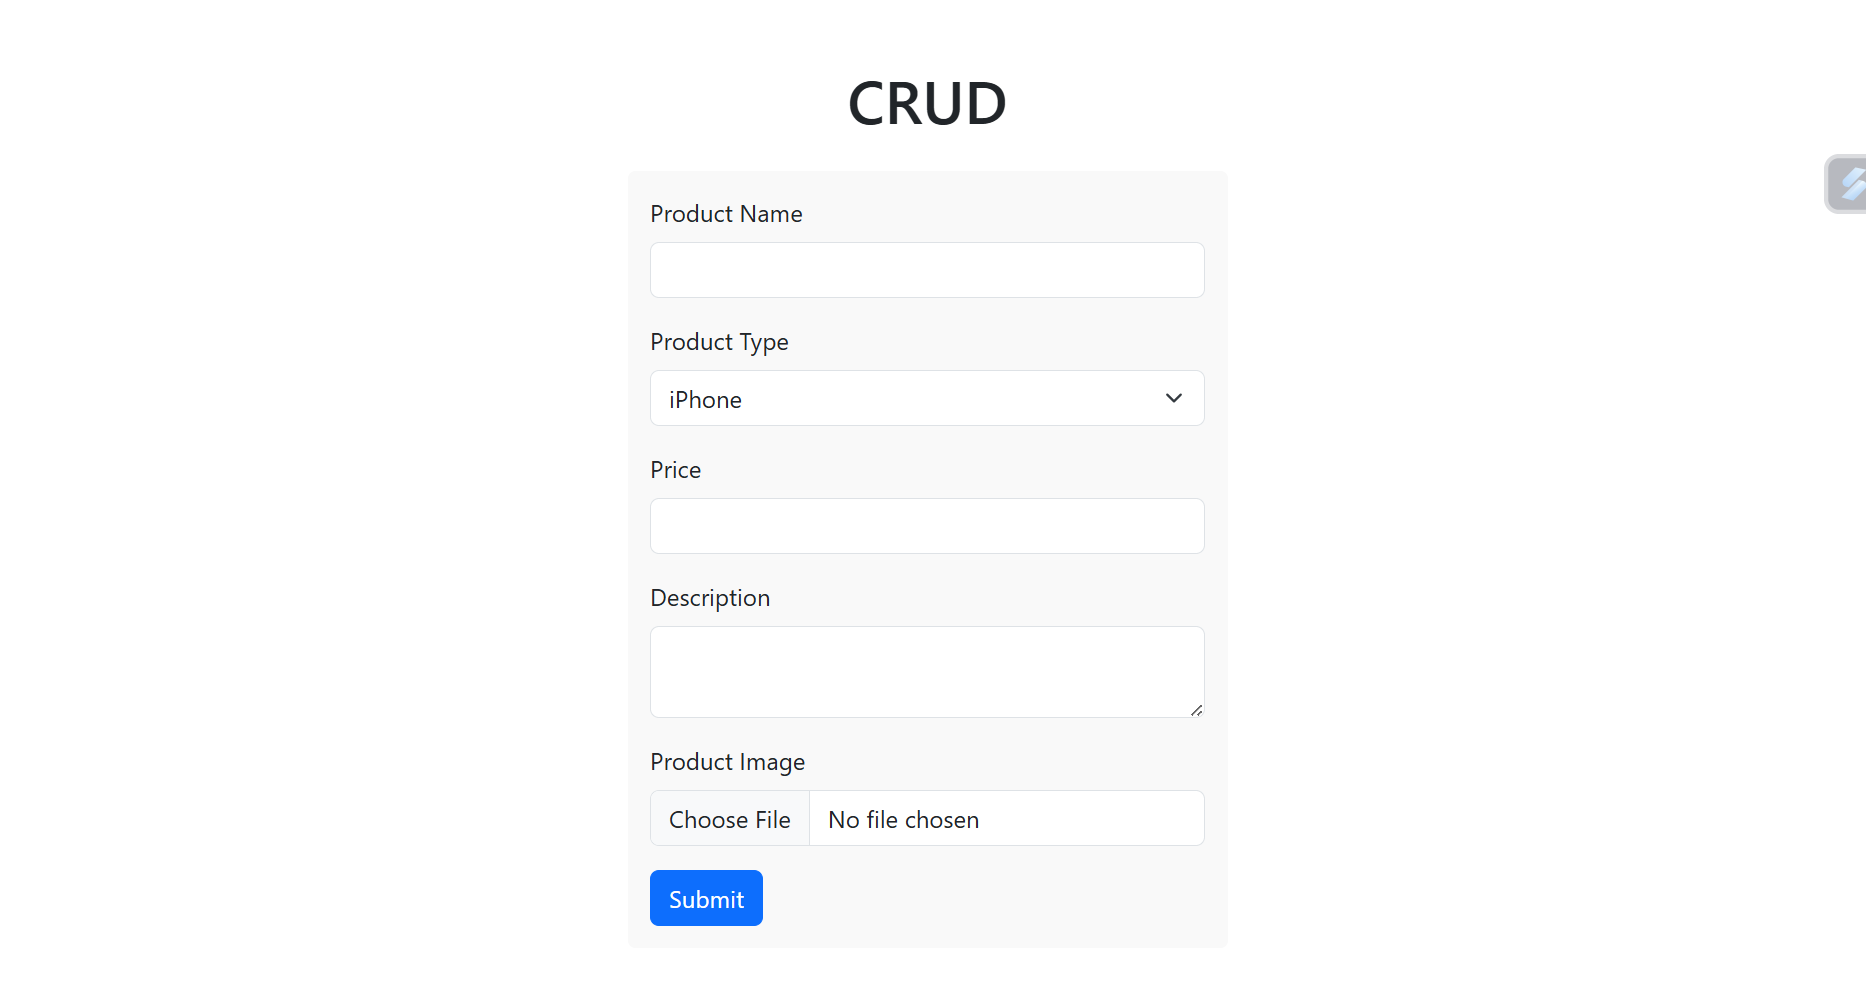 CRUD
Product Name
Product Type
iPhone
Price
Description
Product Image
Choose File No file chosen
Submit